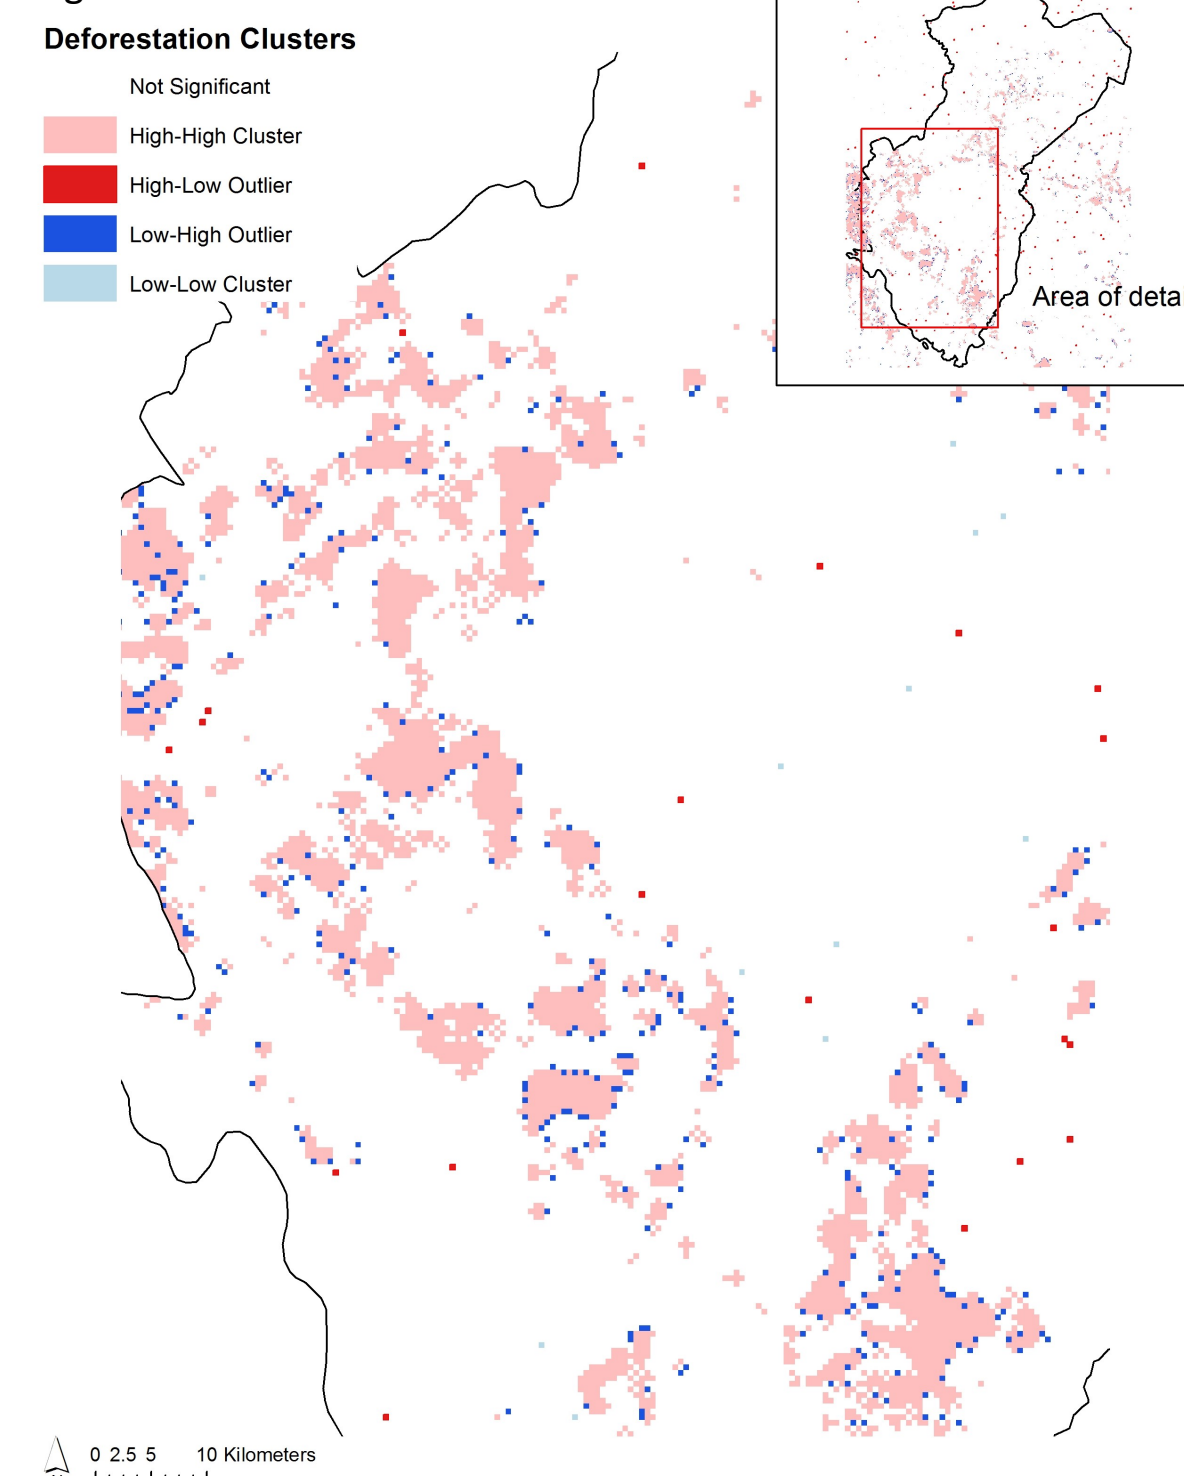 Deforestation Clusters
Not Significant
High-High Cluster
High-Low Outlier
Low-High Outlier
Low-Low Cluster
Area of
0 2.5 5 10 Kilometers